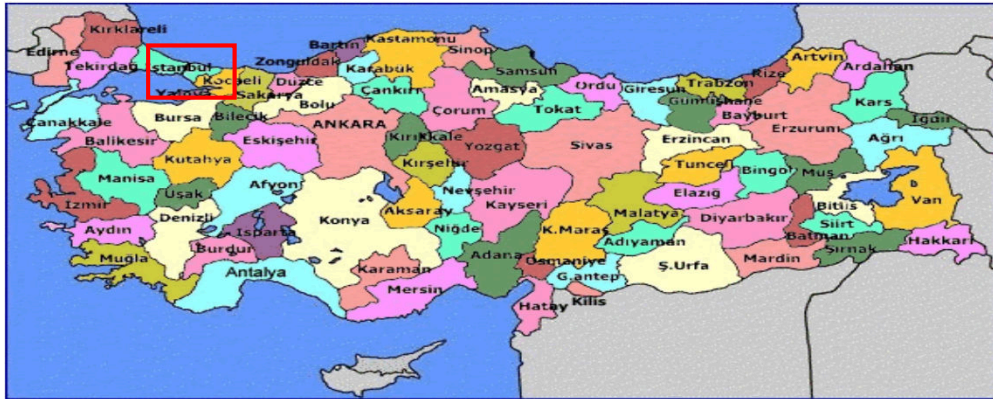 Kırklareli
Edirne
Tekirdağ
İstanbul
Kocaeli
Yalova
Sakarya
Düzce
Zonguldak
Bartın
Karabük
Kastamonu
Sinop
Samsun
Ordu
Giresun
Trabzon
Rize
Artvin
Ardahan
Kars
Iğdır
Ağrı
Erzurum
Bayburt
Gümüşhane
Erzincan
Tokat
Amasya
Çorum
Çankırı
Bolu
Bilecik
Bursa
Çanakkale
Balikesir
Kutahya
Eskişehir
ANKARA
Kırıkkale
Yozgat
Sivas
Tunceli
Bingöl
Muş
Bitlis
Van
Hakkari
Şırnak
Siirt
Batman
Diyarbakır
Elazığ
Malatya
Kayseri
Nevşehir
Kırşehir
Aksaray
Konya
Afyon
Uşak
Manisa
İzmir
Aydın
Denizli
Isparta
Burdur
Muğla
Antalya
Karaman
Mersin
Niğde
Adana
K.Maraş
Osmaniye
Adıyaman
G.antep
Ş.Urfa
Mardin
Hatay
Kilis